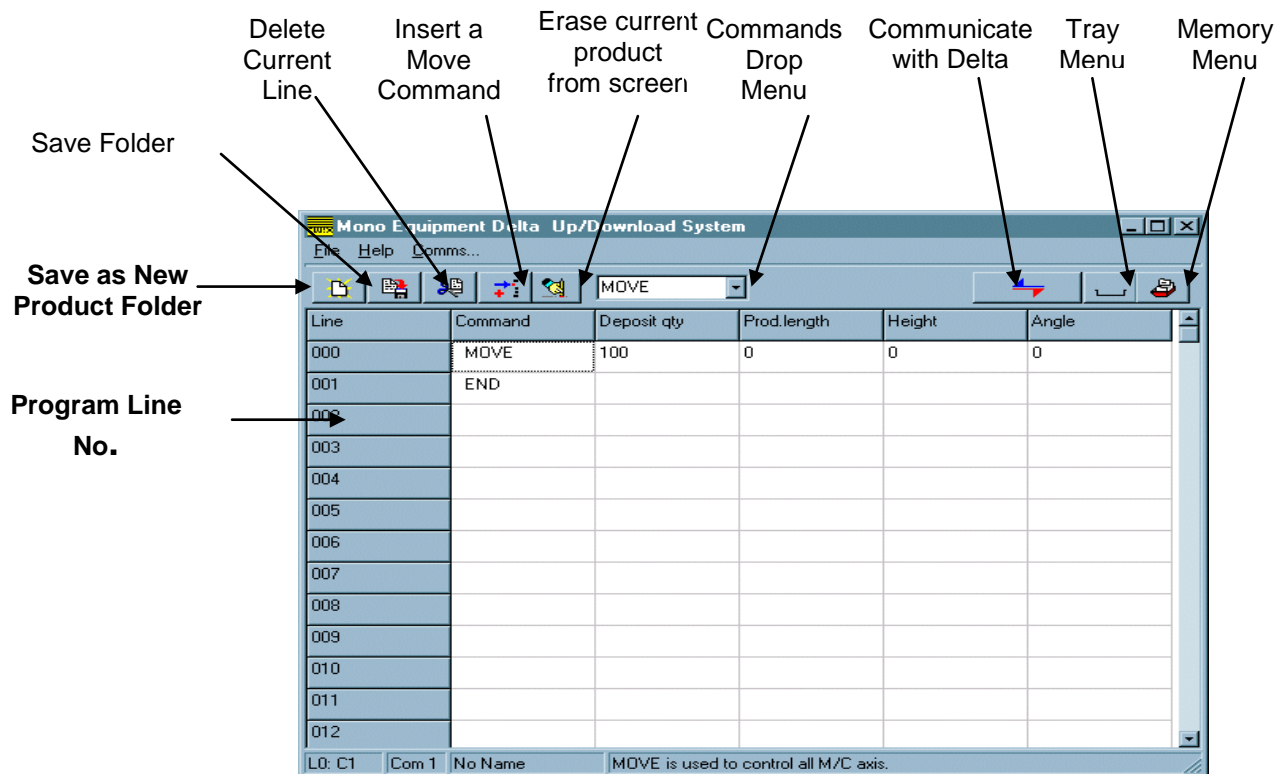 Delete
Current
Line
Insert a
Move
Command
Erase current
product
from screen
Commands
Drop
Menu
Communicate
with Delta
Tray
Menu
Memory
Menu
Save Folder
Save as New
Product Folder
Program Line
No.
Mono Equipment Delta Up/Download System
File Help Comms...
MOVE
Line Command Deposit qty Prod.length Height Angle
000 MOVE 100 0 0 0
001 END
002
003
004
005
006
007
008
009
010
011
012
L0: C1 Com 1 No Name MOVE is used to control all M/C axis.